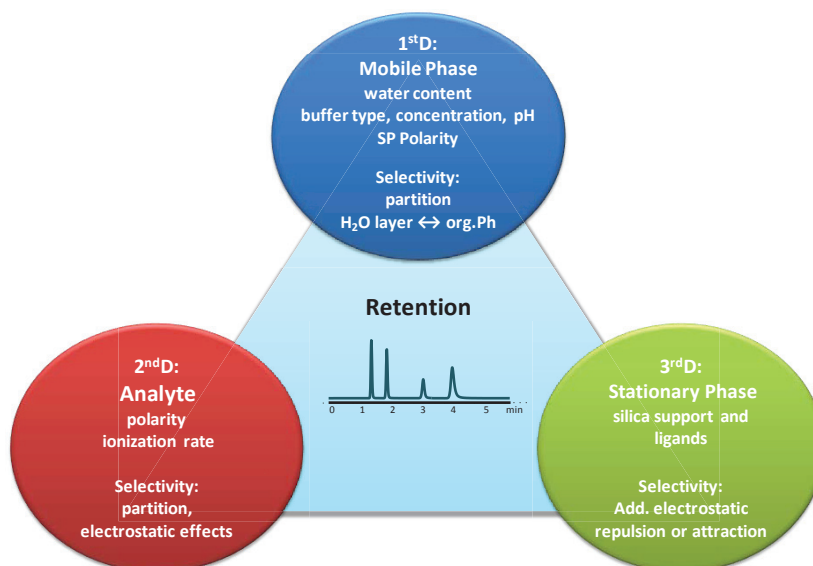 1stD:
Mobile Phase
water content
buffer type, concentration, pH
SP Polarity
Selectivity:
partition
H₂O layer ↔ org.Ph
Retention
0 1 2 3 4 5 min
2ndD:
Analyte
polarity
ionization rate
Selectivity:
partition,
electrostatic effects
3rdD:
Stationary Phase
silica support and
ligands
Selectivity:
Add. electrostatic
repulsion or attraction